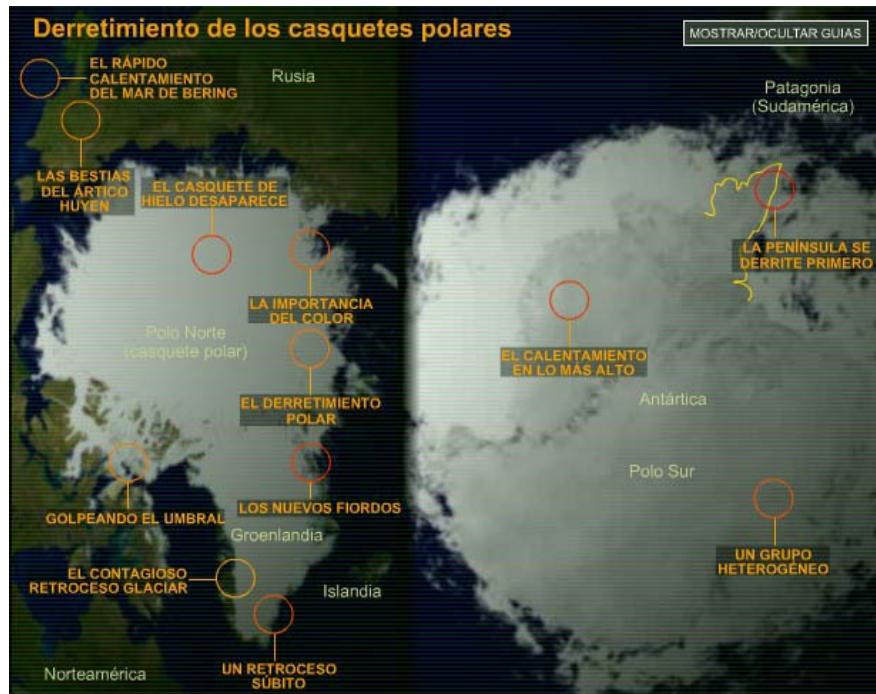 Derretimiento de los casquetes polares
MOSTRAR/OCULTAR GUIAS
EL RÁPIDO
CALENTAMIENTO
DEL MAR DE BERING
Rusia
LAS BESTIAS
DEL ÁRTICO
HUYEN
EL CASQUETE DE
HIELO DESAPARECE
LA IMPORTANCIA
DEL COLOR
Polo Norte
(casquete polar)
EL DERRETIMIENTO
POLAR
GOLPEANDO EL UMBRAL
LOS NUEVOS FIORDOS
Groenlandia
EL CONTAGIOSO
RETROCESO GLACIAR
Islandia
UN RETROCESO
SÚBITO
Norteamérica
Patagonia
(Sudamérica)
LA PENÍNSULA SE
DERRITE PRIMERO
EL CALENTAMIENTO
EN LO MÁS ALTO
Antártica
Polo Sur
UN GRUPO
HETEROGÉNEO